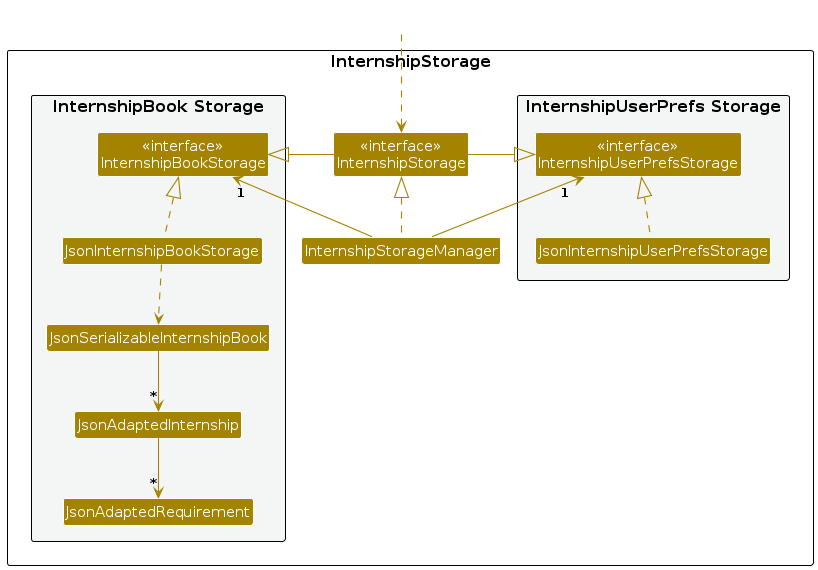 InternshipStorage
InternshipBook Storage
InternshipUserPrefs Storage
«interface»
InternshipBookStorage
«interface»
InternshipStorage
«interface»
InternshipUserPrefsStorage
1
1
JsonInternshipBookStorage
InternshipStorageManager
JsonInternshipUserPrefsStorage
JsonSerializableInternshipBook
*
JsonAdaptedInternship
*
JsonAdaptedRequirement